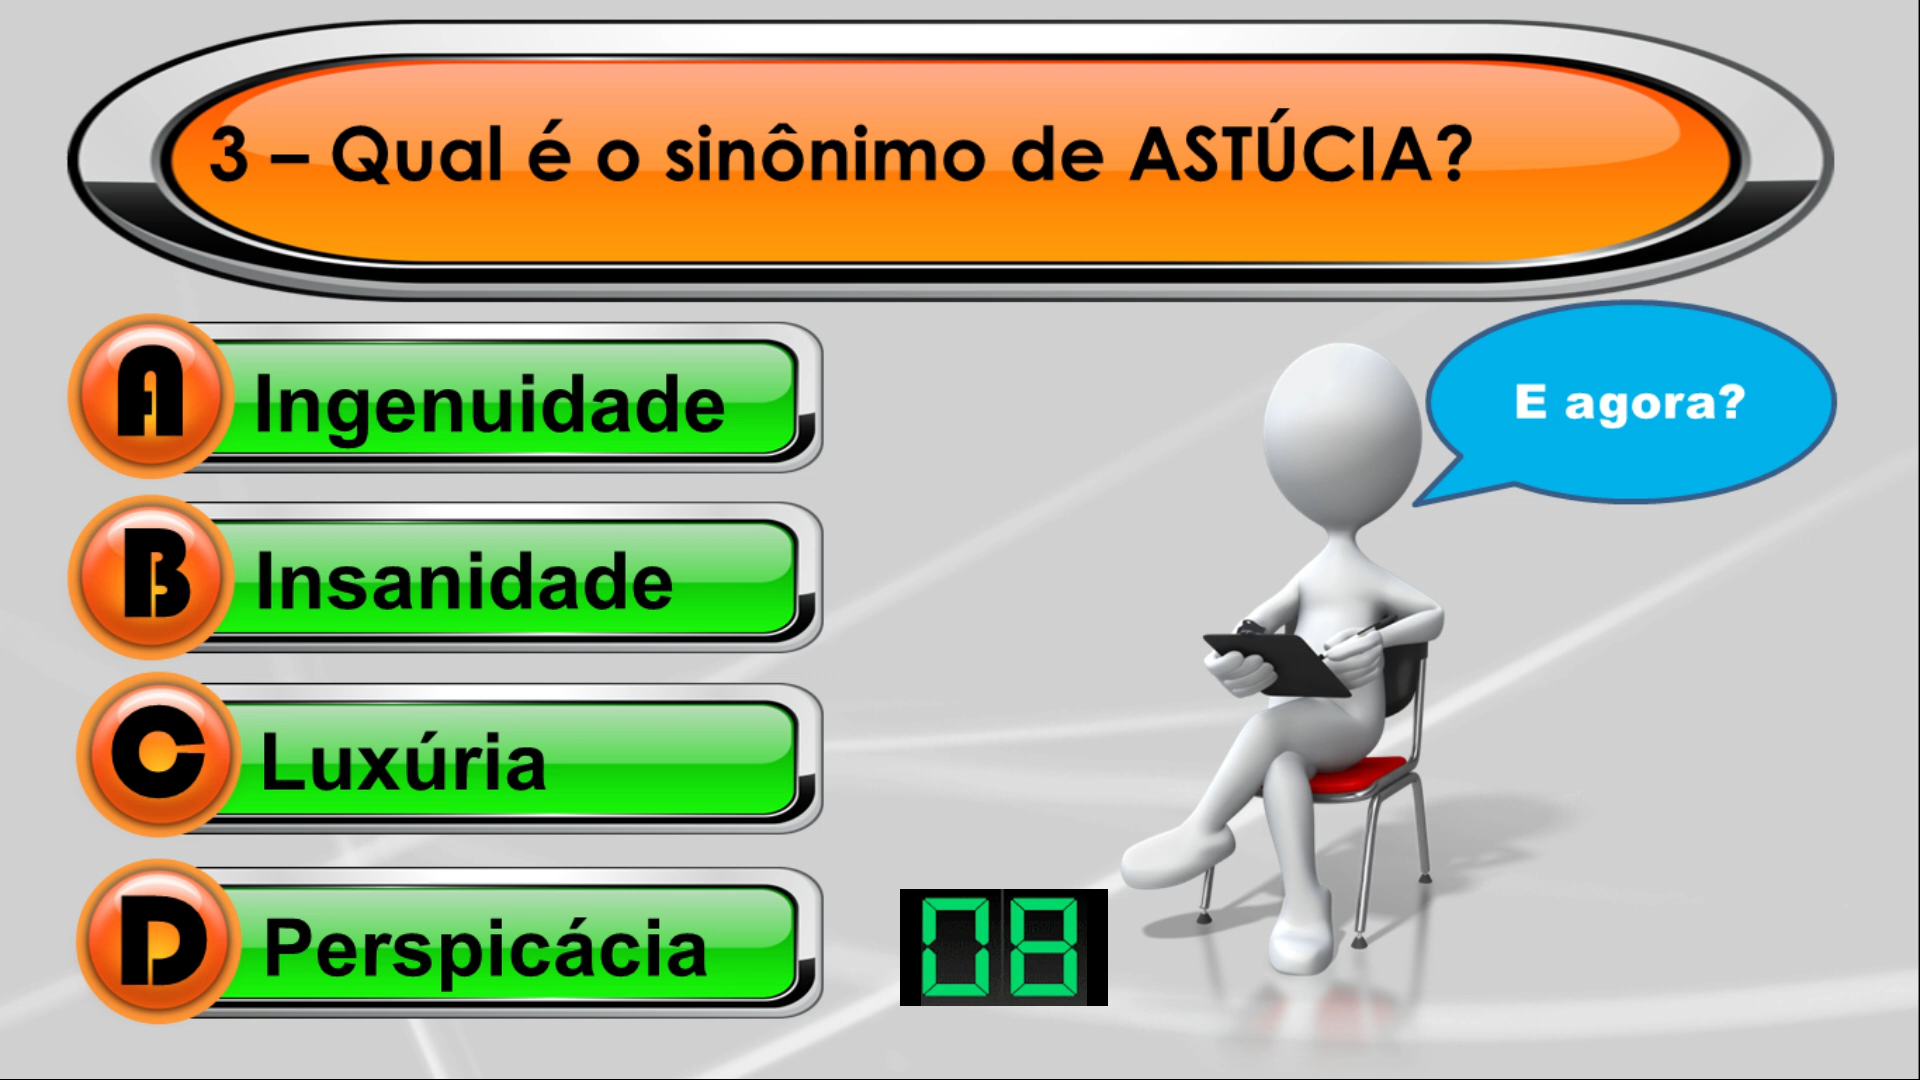 3 – Qual é o sinônimo de ASTÚCIA?
E agora?
A Ingenuidade
B Insanidade
C Luxúria
D Perspicácia
08